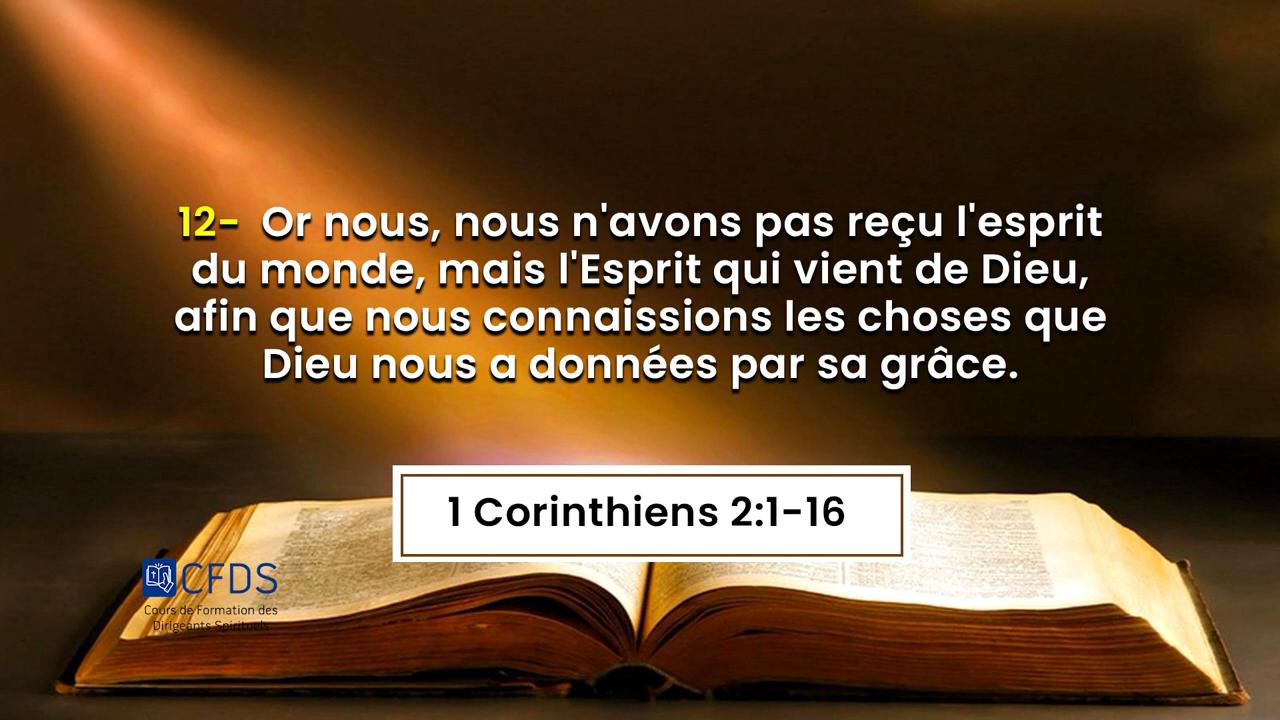 12- Or nous, nous n'avons pas reçu l'esprit
du monde, mais l'Esprit qui vient de Dieu,
afin que nous connaissions les choses que
Dieu nous a données par sa grâce.
1 Corinthiens 2:1-16
CFDS
Cours de Formation des
Dirigeants Spirituels